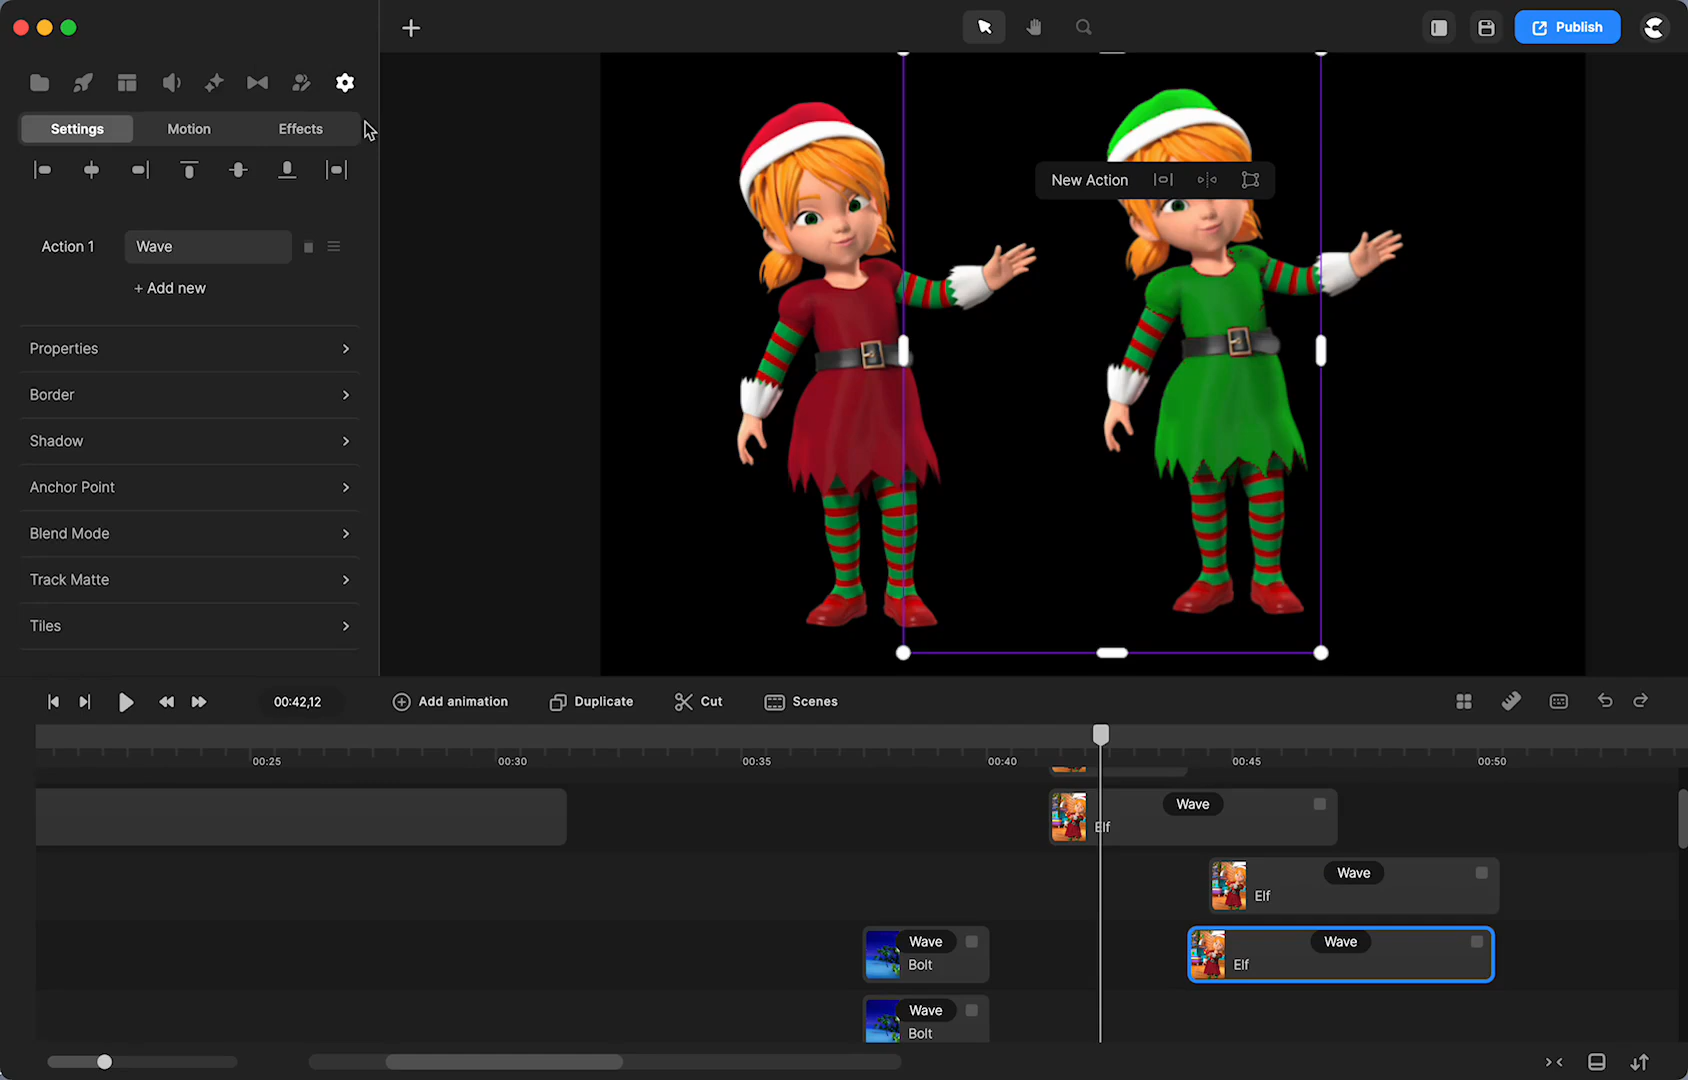 Publish
Settings Motion Effects
New Action
Action 1 Wave
+ Add new
Properties
Border
Shadow
Anchor Point
Blend Mode
Track Matte
Tiles
00:42,12 Add animation Duplicate Cut Scenes
00:25 00:30 00:35 00:40 00:45 00:50
Wave
Elf
Wave
Elf
Wave
Bolt
Wave
Elf
Wave
Bolt